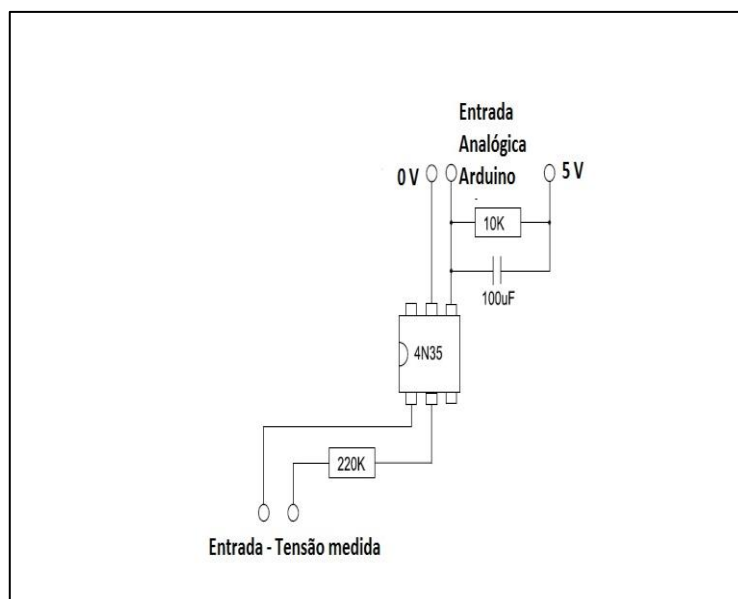 Entrada
Analógica
Arduino
0 V
5 V
10K
100uF
4N35
220K
Entrada - Tensão medida